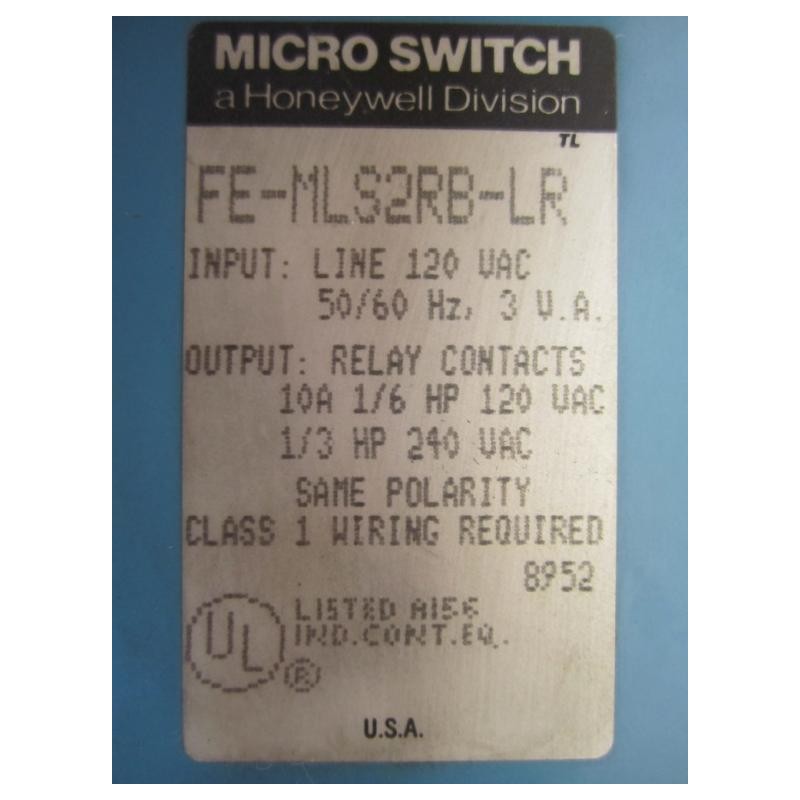 MICRO SWITCH
a Honeywell Division
TL
FE-MLS2RB-LR
INPUT: LINE 120 VAC
50/60 Hz, 3 V.A.
OUTPUT: RELAY CONTACTS
10A 1/6 HP 120 VAC
1/3 HP 240 VAC
SAME POLARITY
CLASS 1 WIRING REQUIRED
8952
UL LISTED A156
IND.CONT.EQ.
®
U.S.A.